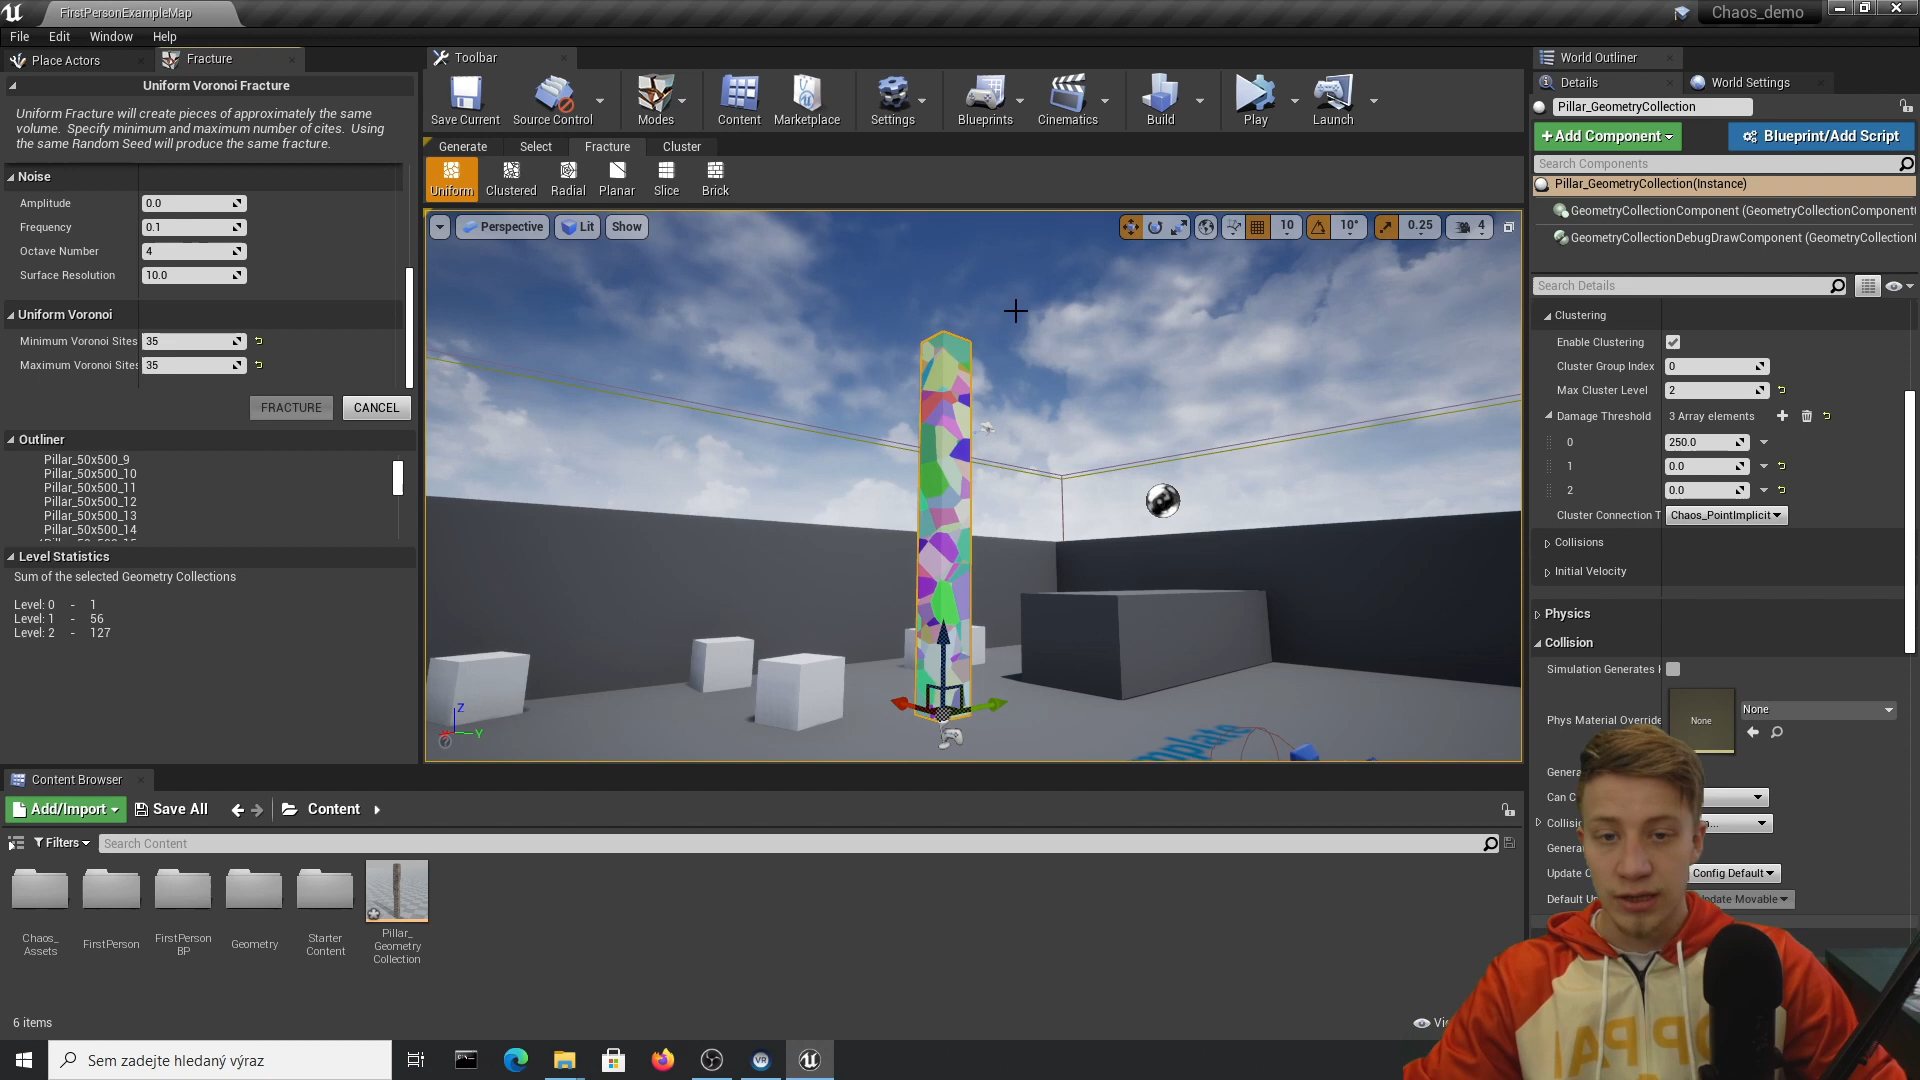 FirstPersonExampleMap
Chaos_demo
File Edit Window Help
Place Actors
Fracture
Uniform Voronoi Fracture
Uniform Fracture will create pieces of approximately the same
volume. Specify minimum and maximum number of cites. Using
the same Random Seed will produce the same fracture.
Noise
Amplitude 0.0
Frequency 0.1
Octave Number 4
Surface Resolution 10.0
Uniform Voronoi
Minimum Voronoi Sites 35
Maximum Voronoi Sites 35
FRACTURE CANCEL
Outliner
Pillar_50x500_9
Pillar_50x500_10
Pillar_50x500_11
Pillar_50x500_12
Pillar_50x500_13
Pillar_50x500_14
Level Statistics
Sum of the selected Geometry Collections
Level: 0 - 1
Level: 1 - 56
Level: 2 - 127
Toolbar
Save Current Source Control Modes Content Marketplace Settings Blueprints Cinematics Build Play Launch
Generate Select Fracture Cluster
Uniform Clustered Radial Planar Slice Brick
Perspective Lit Show
10 10° 0.25 4
Z
Y
World Outliner
Details
World Settings
Pillar_GeometryCollection
+Add Component
Blueprint/Add Script
Search Components
Pillar_GeometryCollection(Instance)
GeometryCollectionComponent (GeometryCollectionComponent
GeometryCollectionDebugDrawComponent (GeometryCollection
Search Details
Clustering
Enable Clustering
Cluster Group Index 0
Max Cluster Level 2
Damage Threshold 3 Array elements
0 250.0
1 0.0
2 0.0
Cluster Connection T Chaos_PointImplicit
Collisions
Initial Velocity
Physics
Collision
Simulation Generates
Phys Material Override None None
Genera
Can C
Collisio
Genera
Update Config Default
Default U pdate Movable
Content Browser
Add/Import Save All Content
Filters Search Content
Chaos_
Assets
FirstPerson
FirstPerson
BP
Geometry
Starter
Content
Pillar_
Geometry
Collection
6 items
Vi
Sem zadejte hledaný výraz
VR